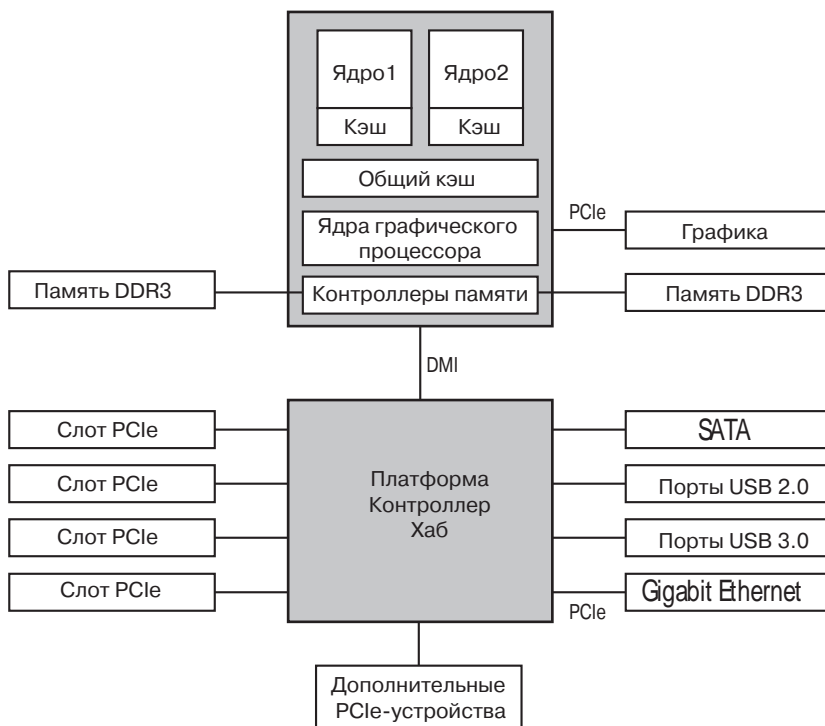 Ядро1
Ядро2
Кэш
Кэш
Общий кэш
Ядра графического
процессора
PCIe
Графика
Память DDR3
Контроллеры памяти
Память DDR3
DMI
Слот PCIe
SATA
Слот PCIe
Платформа
Контроллер
Хаб
Порты USB 2.0
Слот PCIe
Порты USB 3.0
Слот PCIe
Gigabit Ethernet
PCIe
Дополнительные
PCIe-устройства